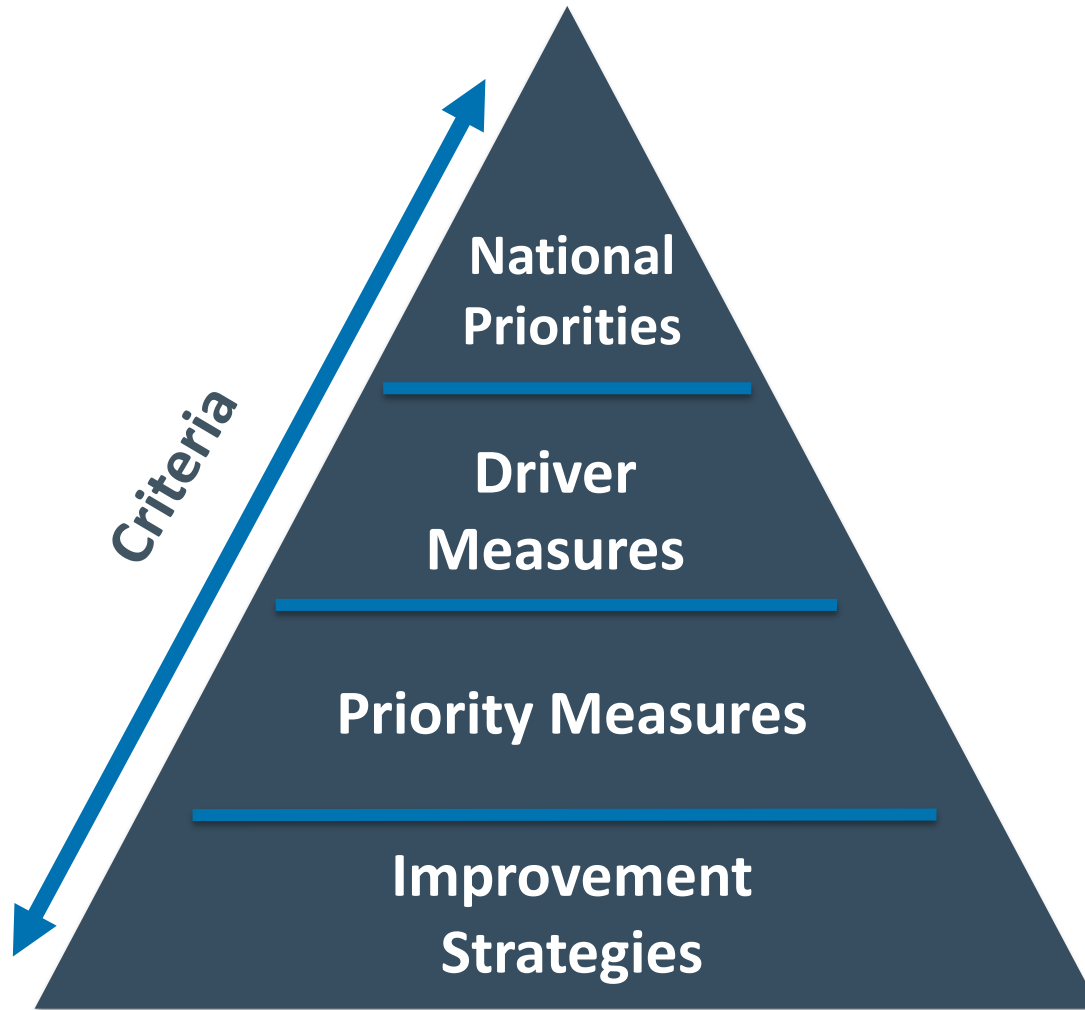 National
Priorities
Criteria
Driver
Measures
Priority Measures
Improvement
Strategies